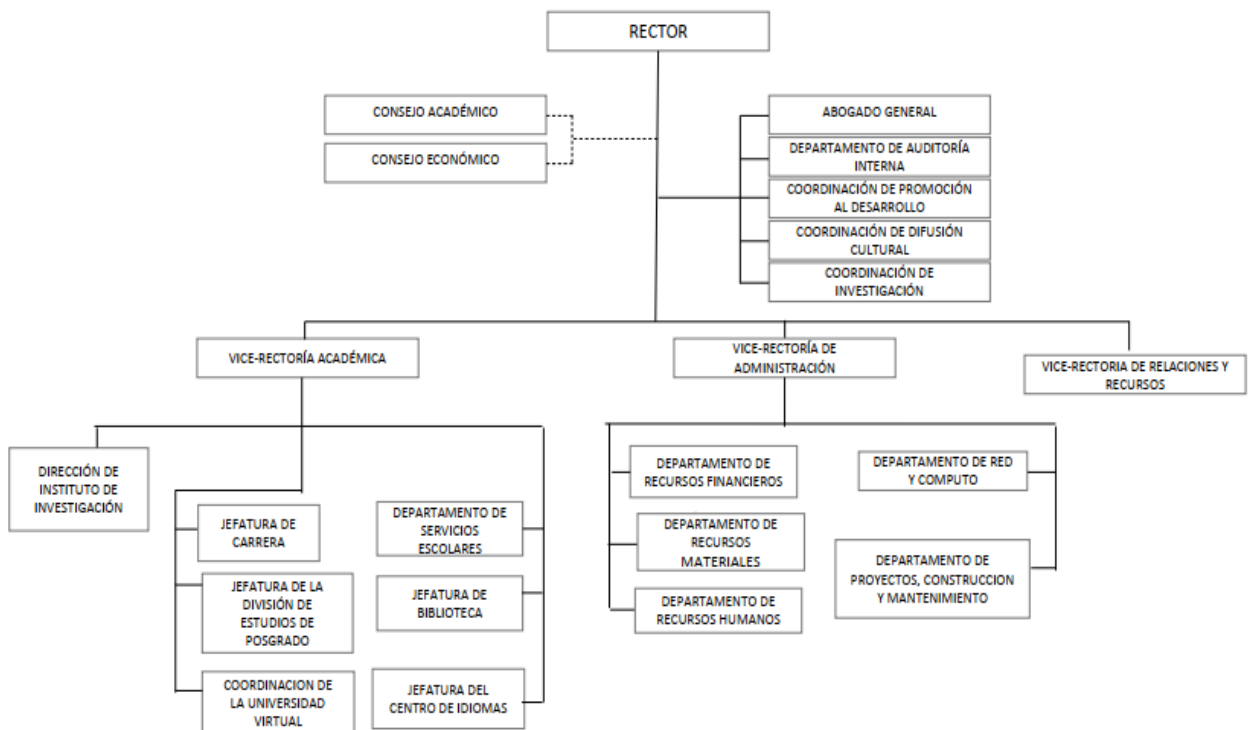 RECTOR
CONSEJO ACADÉMICO
CONSEJO ECONÓMICO
ABOGADO GENERAL
DEPARTAMENTO DE AUDITORÍA
INTERNA
COORDINACIÓN DE PROMOCIÓN
AL DESARROLLO
COORDINACIÓN DE DIFUSIÓN
CULTURAL
COORDINACIÓN DE
INVESTIGACIÓN
VICE-RECTORÍA ACADÉMICA
VICE-RECTORÍA DE
ADMINISTRACIÓN
VICE-RECTORIA DE RELACIONES Y
RECURSOS
DIRECCIÓN DE
INSTITUTO DE
INVESTIGACIÓN
JEFATURA DE
CARRERA
JEFATURA DE LA
DIVISIÓN DE
ESTUDIOS DE
POSGRADO
COORDINACION DE
LA UNIVERSIDAD
VIRTUAL
DEPARTAMENTO DE
SERVICIOS
ESCOLARES
JEFATURA DE
BIBLIOTECA
JEFATURA DEL
CENTRO DE IDIOMAS
DEPARTAMENTO DE
RECURSOS FINANCIEROS
DEPARTAMENTO DE
RECURSOS
MATERIALES
DEPARTAMENTO DE
RECURSOS HUMANOS
DEPARTAMENTO DE RED
Y COMPUTO
DEPARTAMENTO DE
PROYECTOS, CONSTRUCCION
Y MANTENIMIENTO